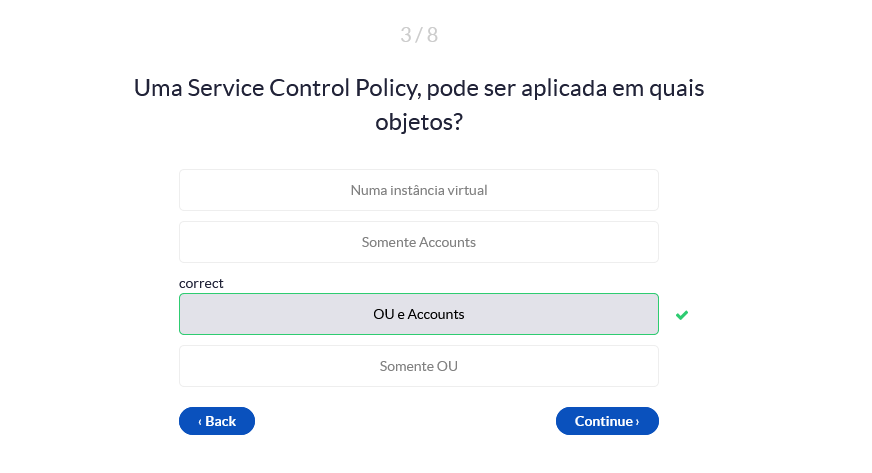 3 / 8
Uma Service Control Policy, pode ser aplicada em quais
objetos?
Numa instância virtual
Somente Accounts
correct
OU e Accounts
Somente OU
‹ Back
Continue ›